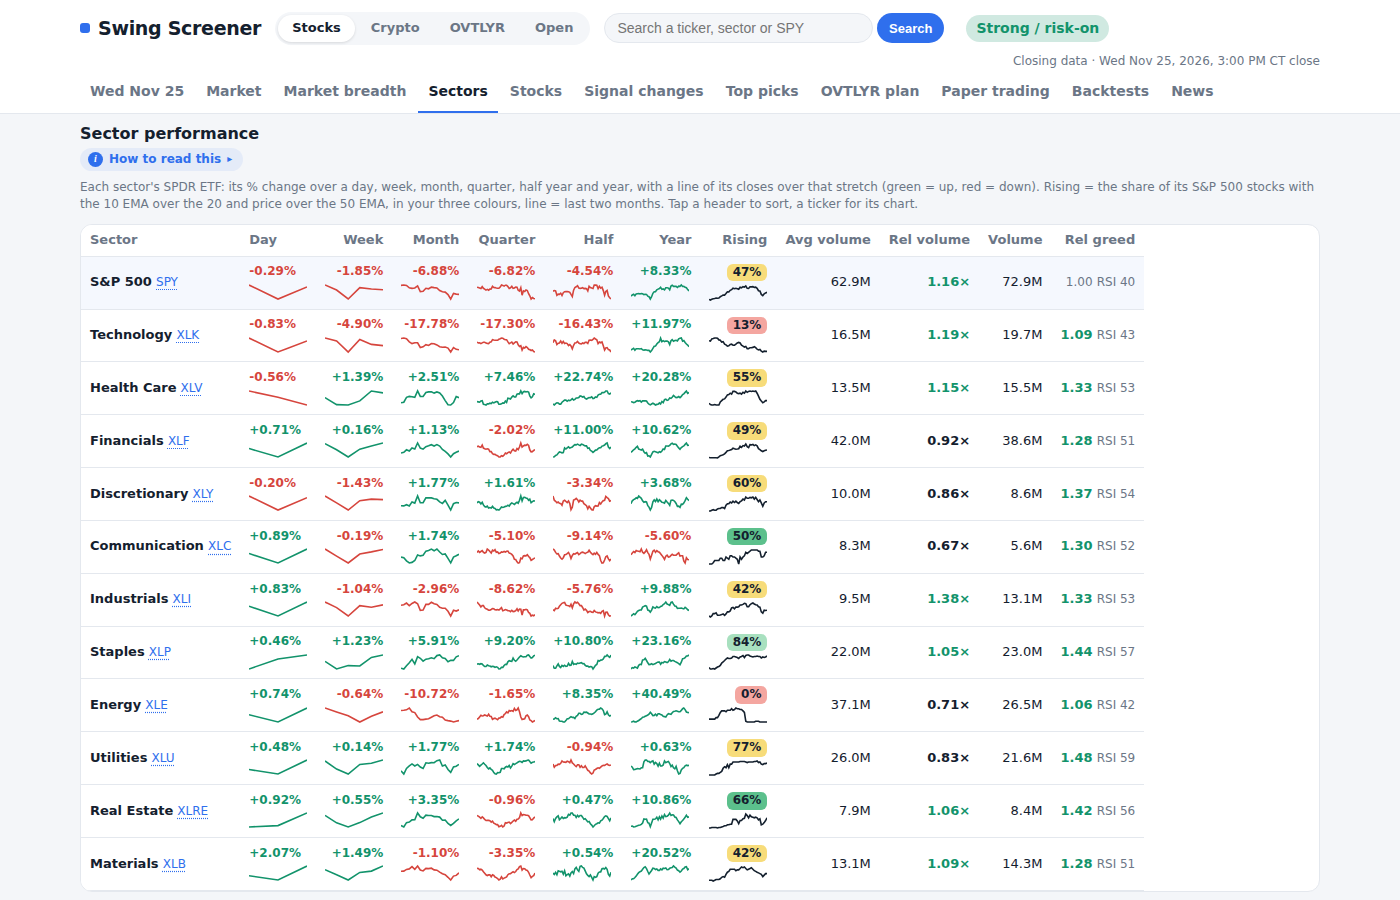 Swing Screener Stocks Crypto OVTLYR Open Search a ticker, sector or SPY Search Strong / risk-on
Closing data · Wed Nov 25, 2026, 3:00 PM CT close
Wed Nov 25 Market Market breadth Sectors Stocks Signal changes Top picks OVTLYR plan Paper trading Backtests News
Sector performance
i How to read this ▸
Each sector's SPDR ETF: its % change over a day, week, month, quarter, half year and year, with a line of its closes over that stretch (green = up, red = down). Rising = the share of its S&P 500 stocks with
the 10 EMA over the 20 and price over the 50 EMA, in your three colours, line = last two months. Tap a header to sort, a ticker for its chart.
Sector Day Week Month Quarter Half Year Rising Avg volume Rel volume Volume Rel greed
S&P 500 SPY -0.29% -1.85% -6.88% -6.82% -4.54% +8.33% 47% 62.9M 1.16× 72.9M 1.00 RSI 40
Technology XLK -0.83% -4.90% -17.78% -17.30% -16.43% +11.97% 13% 16.5M 1.19× 19.7M 1.09 RSI 43
Health Care XLV -0.56% +1.39% +2.51% +7.46% +22.74% +20.28% 55% 13.5M 1.15× 15.5M 1.33 RSI 53
Financials XLF +0.71% +0.16% +1.13% -2.02% +11.00% +10.62% 49% 42.0M 0.92× 38.6M 1.28 RSI 51
Discretionary XLY -0.20% -1.43% +1.77% +1.61% -3.34% +3.68% 60% 10.0M 0.86× 8.6M 1.37 RSI 54
Communication XLC +0.89% -0.19% +1.74% -5.10% -9.14% -5.60% 50% 8.3M 0.67× 5.6M 1.30 RSI 52
Industrials XLI +0.83% -1.04% -2.96% -8.62% -5.76% +9.88% 42% 9.5M 1.38× 13.1M 1.33 RSI 53
Staples XLP +0.46% +1.23% +5.91% +9.20% +10.80% +23.16% 84% 22.0M 1.05× 23.0M 1.44 RSI 57
Energy XLE +0.74% -0.64% -10.72% -1.65% +8.35% +40.49% 0% 37.1M 0.71× 26.5M 1.06 RSI 42
Utilities XLU +0.48% +0.14% +1.77% +1.74% -0.94% +0.63% 77% 26.0M 0.83× 21.6M 1.48 RSI 59
Real Estate XLRE +0.92% +0.55% +3.35% -0.96% +0.47% +10.86% 66% 7.9M 1.06× 8.4M 1.42 RSI 56
Materials XLB +2.07% +1.49% -1.10% -3.35% +0.54% +20.52% 42% 13.1M 1.09× 14.3M 1.28 RSI 51